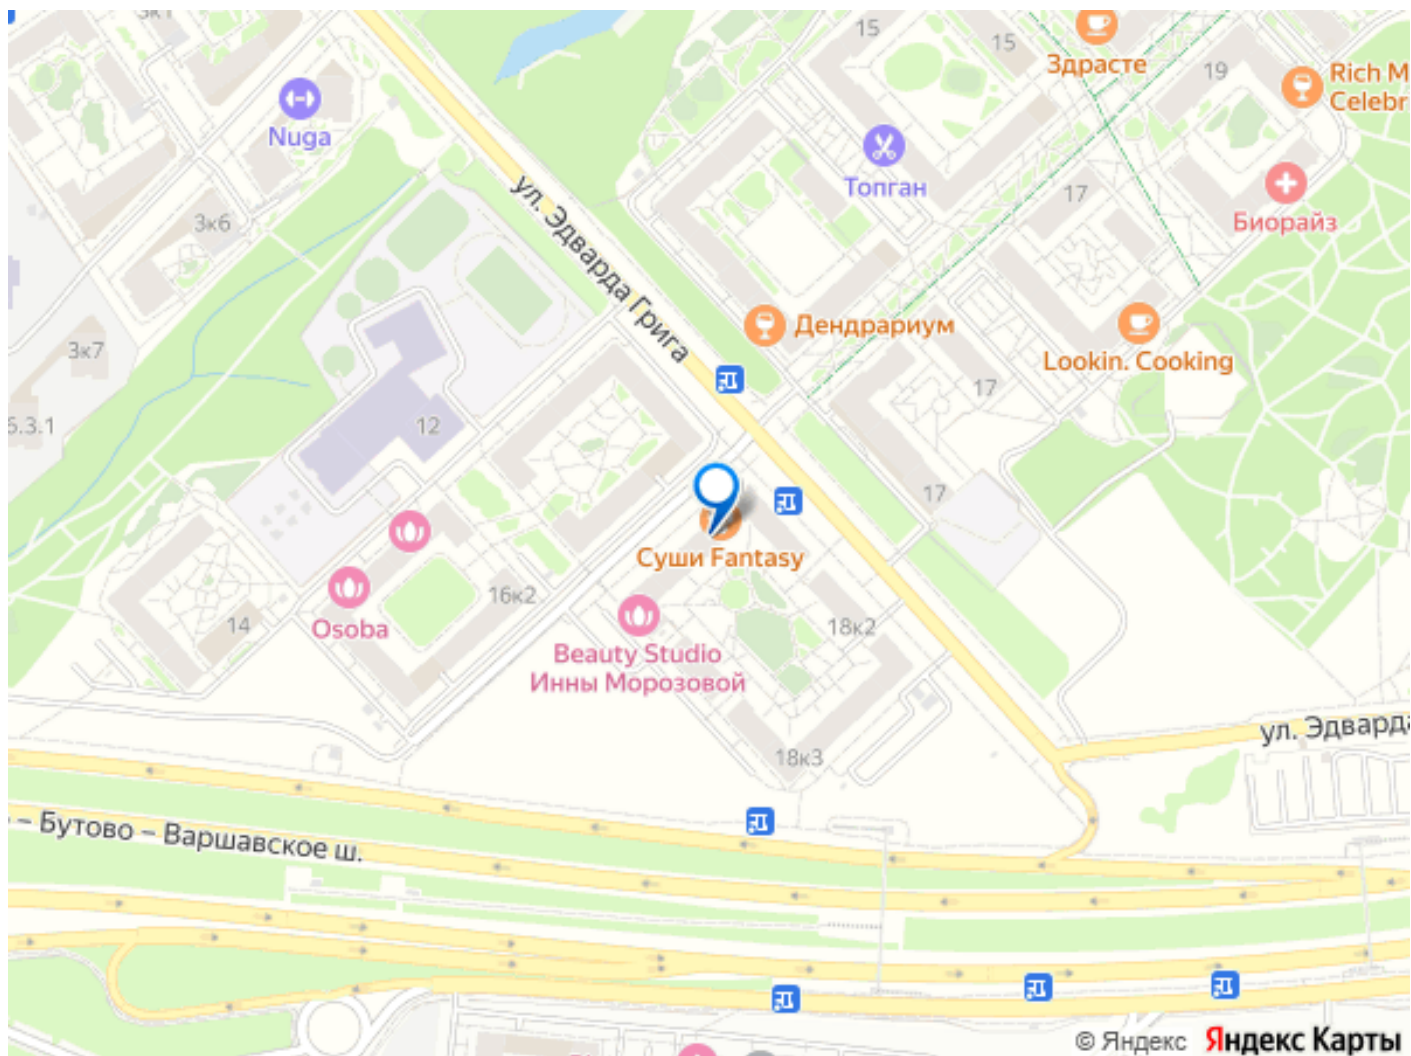 3к1
15
15
Здрасте
19
Rich M
Celebr
Nuga
Топган
17
Биорайз
3к6
ул. Эдварда Грига
Дендрариум
3к7
Lookin. Cooking
17
6.3.1
12
17
Суши Fantasy
16к2
14
Osoba
18к2
Beauty Studio
Инны Морозовой
ул. Эдварда
18к3
– Бутово – Варшавское ш.
© Яндекс Яндекс Карты